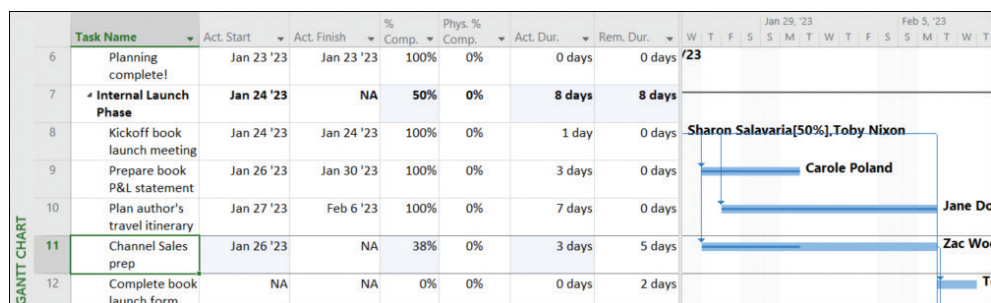 % Phys. % Jan 29, '23 Feb 5, '23
Task Name Act. Start Act. Finish Comp. Comp. Act. Dur. Rem. Dur. W T F S S M T W T F S S M T W T
6 Planning complete! Jan 23 '23 Jan 23 '23 100% 0% 0 days 0 days '23
7 Internal Launch Phase Jan 24 '23 NA 50% 0% 8 days 8 days
8 Kickoff book launch meeting Jan 24 '23 Jan 24 '23 100% 0% 1 day 0 days Sharon Salavaria[50%],Toby Nixon
9 Prepare book P&L statement Jan 26 '23 Jan 30 '23 100% 0% 3 days 0 days Carole Poland
10 Plan author's travel itinerary Jan 27 '23 Feb 6 '23 100% 0% 7 days 0 days Jane Do
11 Channel Sales prep Jan 26 '23 NA 38% 0% 3 days 5 days Zac Woo
12 Complete book launch form NA NA 0% 0% 0 days 2 days
GANTT CHART